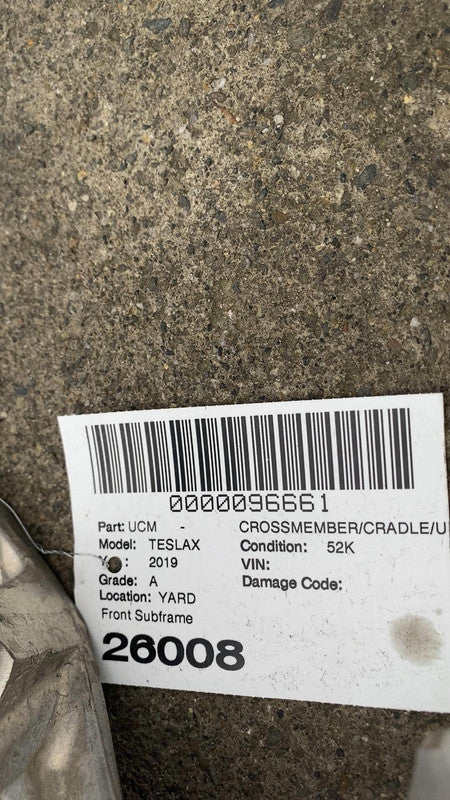 0000096661
Part: UCM - CROSSMEMBER/CRADLE/U
Model: TESLAX Condition: 52K
2019 VIN:
Grade: A Damage Code:
Location: YARD
Front Subframe
26008